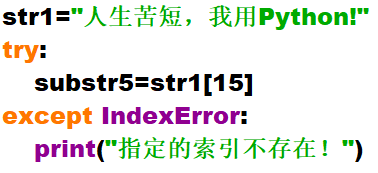 str1="人生苦短，我用Python!"
try:
    substr5=str1[15]
except IndexError:
    print("指定的索引不存在！")